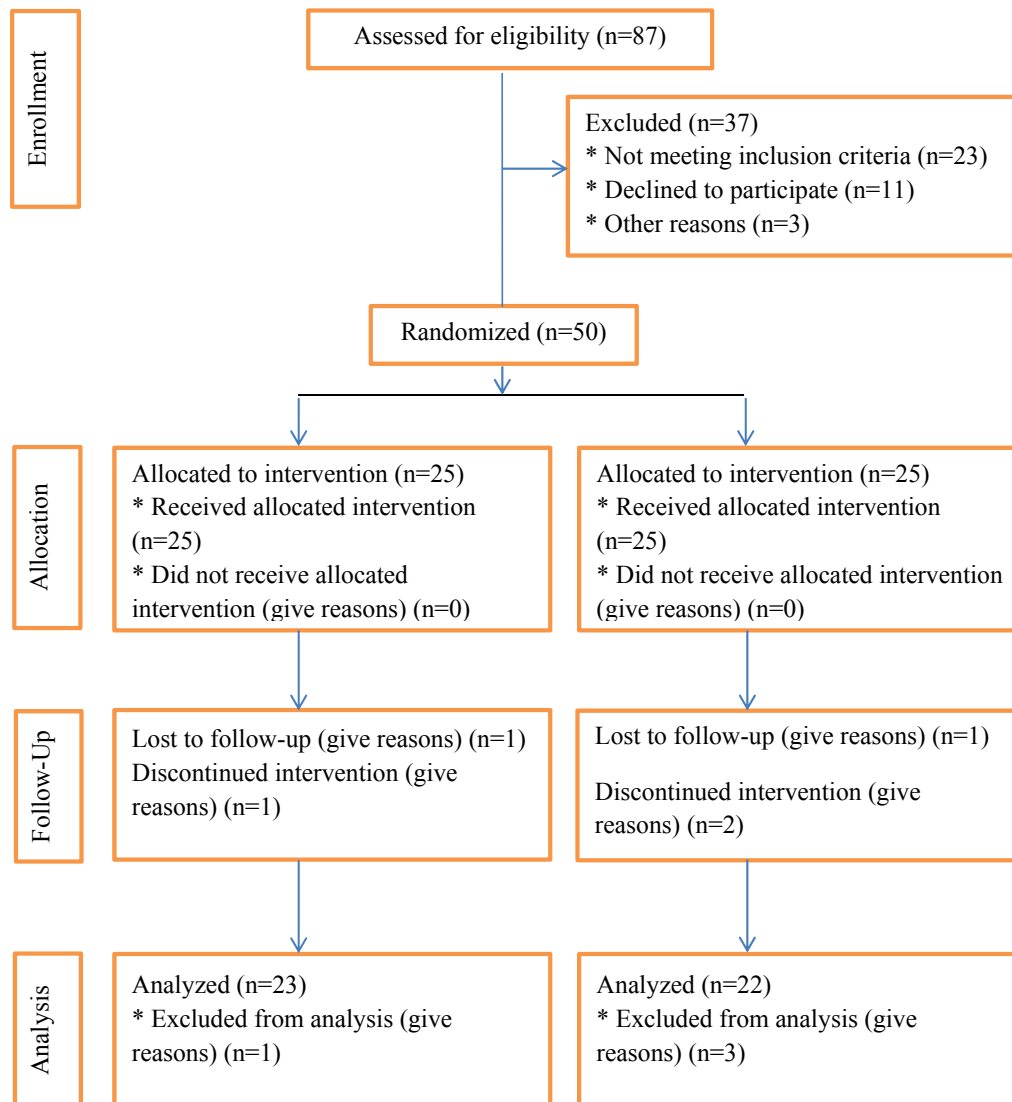 Enrollment
Assessed for eligibility (n=87)
Excluded (n=37)
* Not meeting inclusion criteria (n=23)
* Declined to participate (n=11)
* Other reasons (n=3)
Randomized (n=50)
Allocation
Allocated to intervention (n=25)
* Received allocated intervention
(n=25)
* Did not receive allocated
intervention (give reasons) (n=0)
Allocated to intervention (n=25)
* Received allocated intervention
(n=25)
* Did not receive allocated intervention
(give reasons) (n=0)
Follow-Up
Lost to follow-up (give reasons) (n=1)
Discontinued intervention (give
reasons) (n=1)
Lost to follow-up (give reasons) (n=1)
Discontinued intervention (give
reasons) (n=2)
Analysis
Analyzed (n=23)
* Excluded from analysis (give
reasons) (n=1)
Analyzed (n=22)
* Excluded from analysis (give
reasons) (n=3)